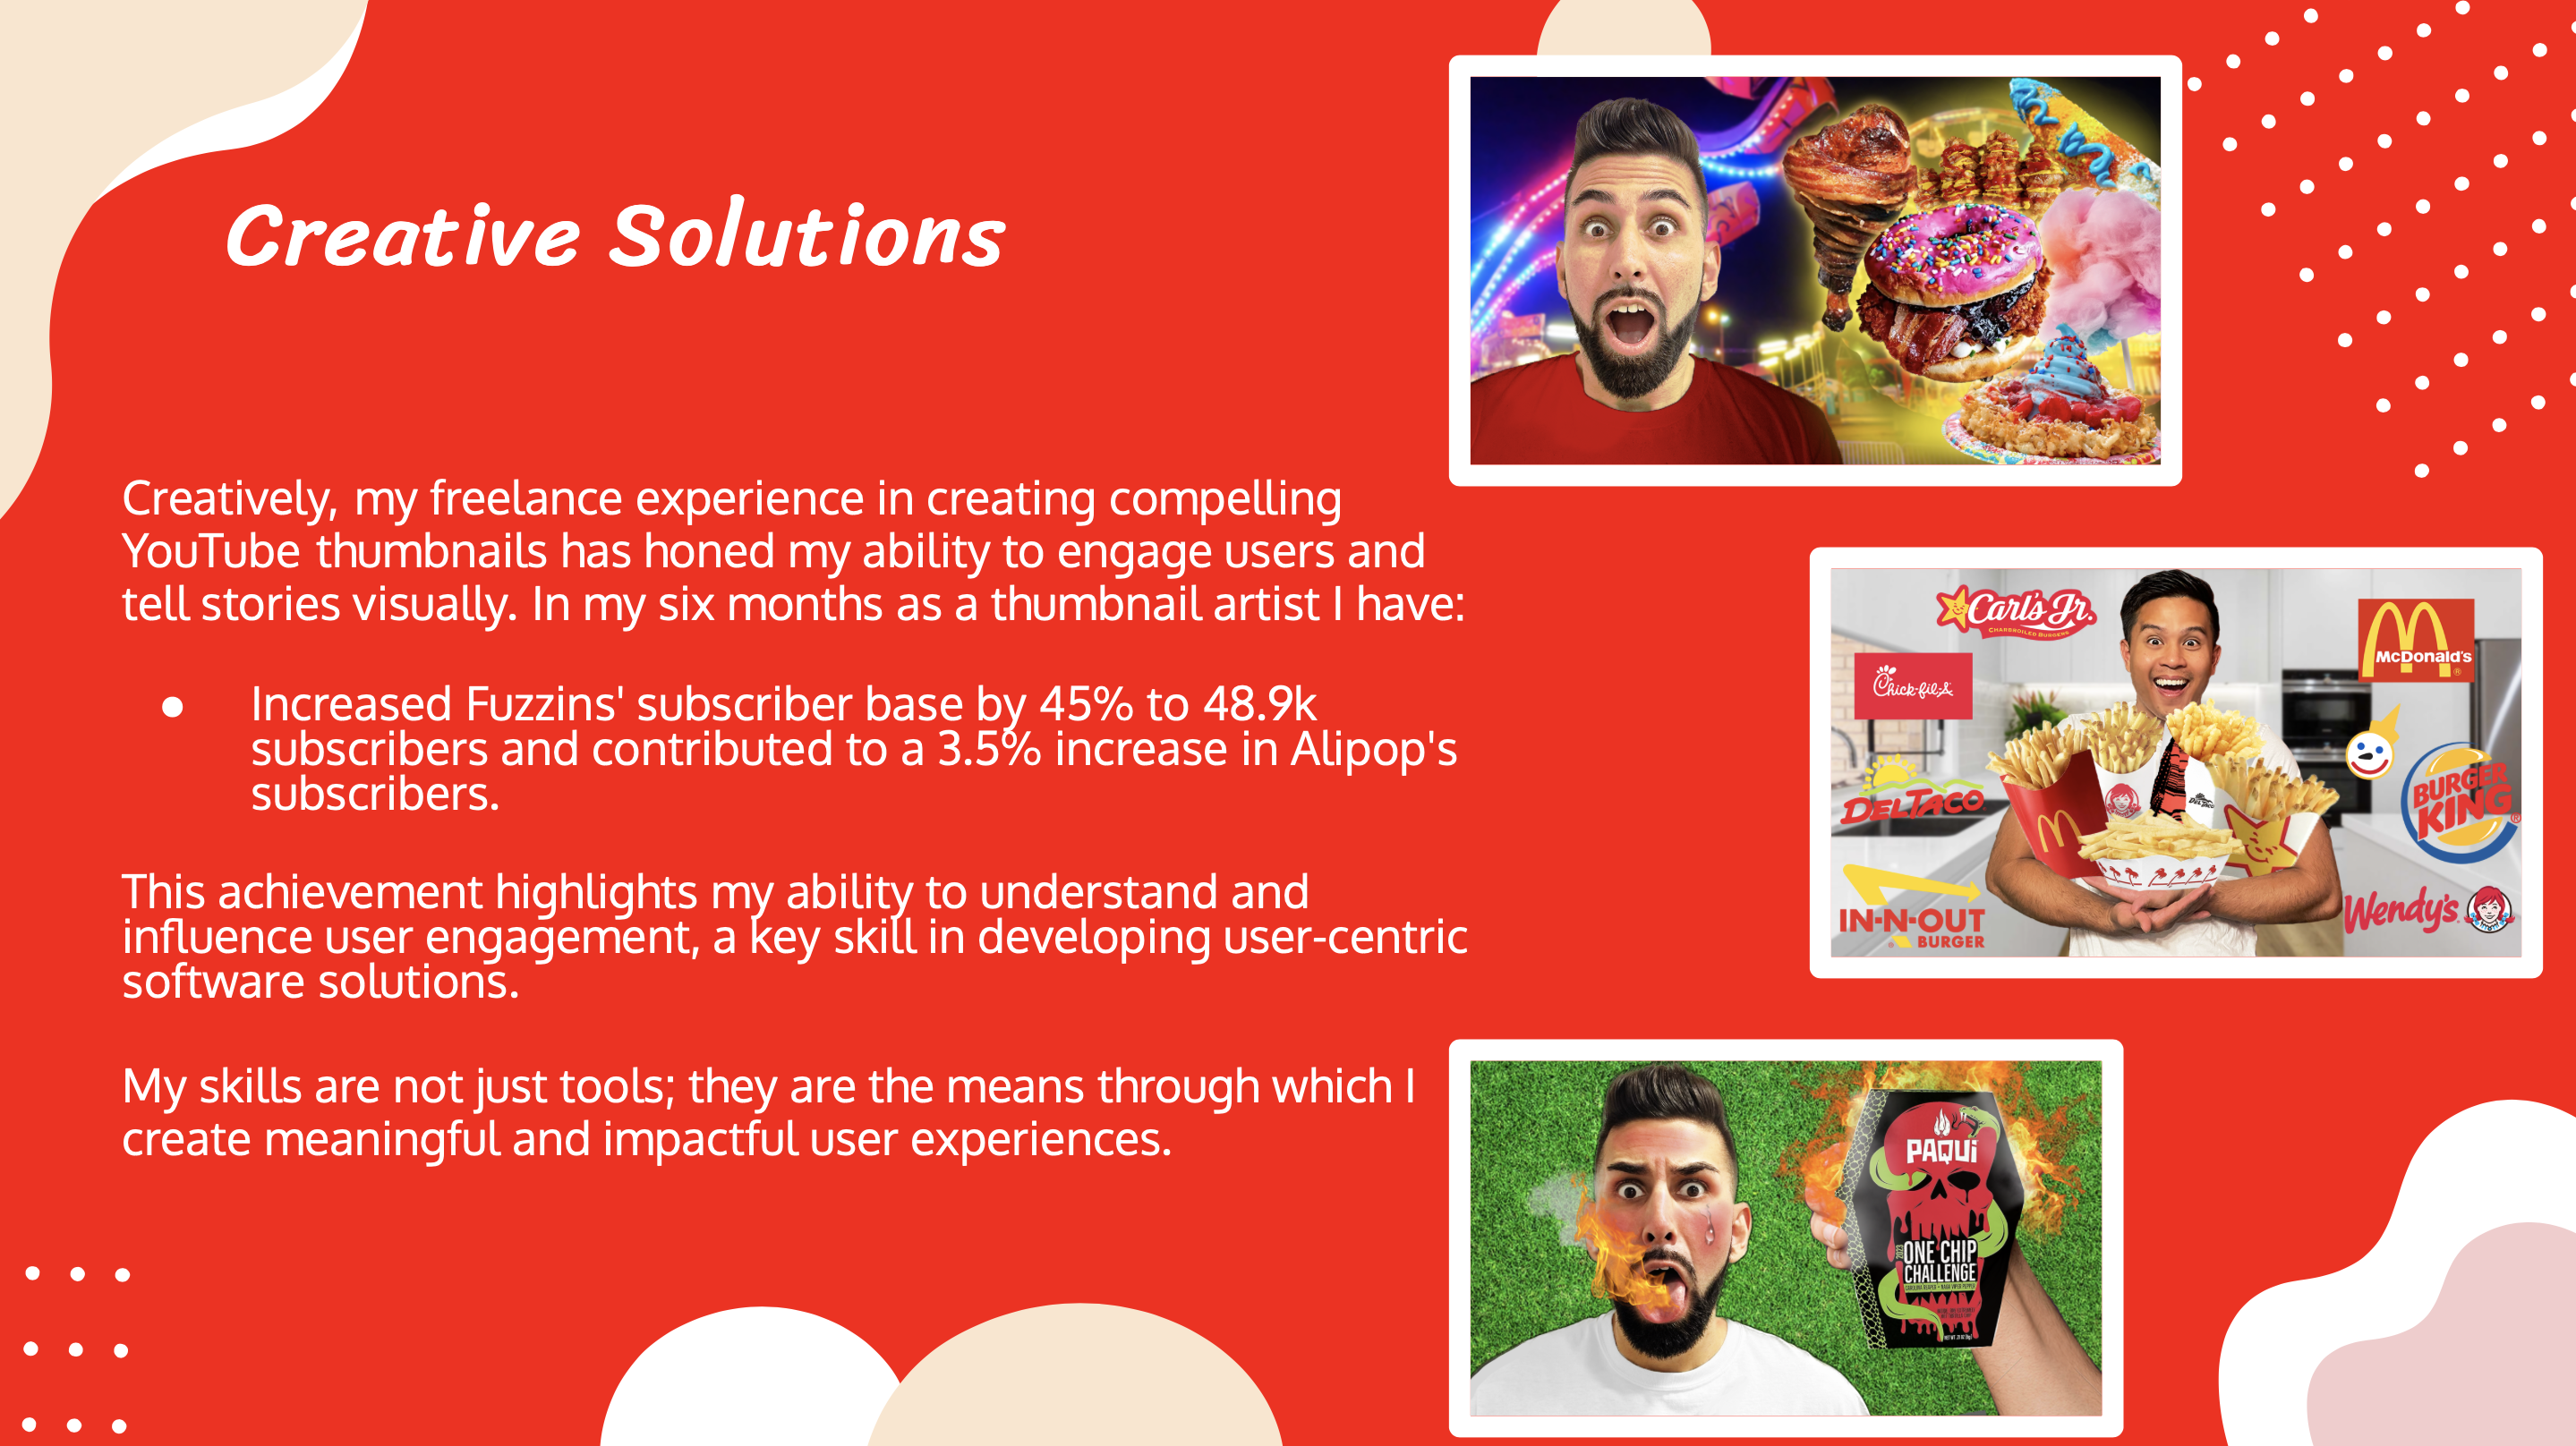 Creative Solutions
Creatively, my freelance experience in creating compelling
YouTube thumbnails has honed my ability to engage users and
tell stories visually. In my six months as a thumbnail artist I have:
● Increased Fuzzins' subscriber base by 45% to 48.9k
subscribers and contributed to a 3.5% increase in Alipop's
subscribers.
This achievement highlights my ability to understand and
influence user engagement, a key skill in developing user-centric
software solutions.
My skills are not just tools; they are the means through which I
create meaningful and impactful user experiences.
Carl's Jr.
CHARBROILED BURGERS
McDonald's
Chick-fil-A
DEL TACO
BURGER
KING
IN-N-OUT
BURGER
Wendy's
PAQUI
2023
ONE CHIP
CHALLENGE